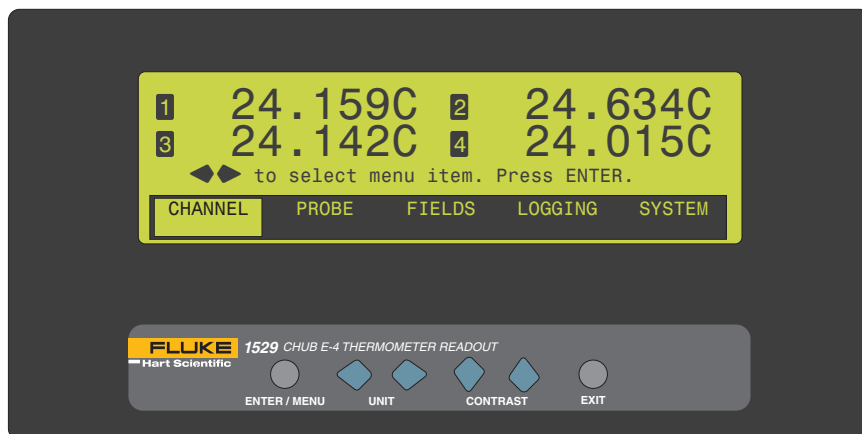 1 24.159C 2 24.634C
3 24.142C 4 24.015C
to select menu item. Press ENTER.
CHANNEL PROBE FIELDS LOGGING SYSTEM
FLUKE 1529 CHUB E-4 THERMOMETER READOUT
Hart Scientific
ENTER / MENU UNIT CONTRAST EXIT